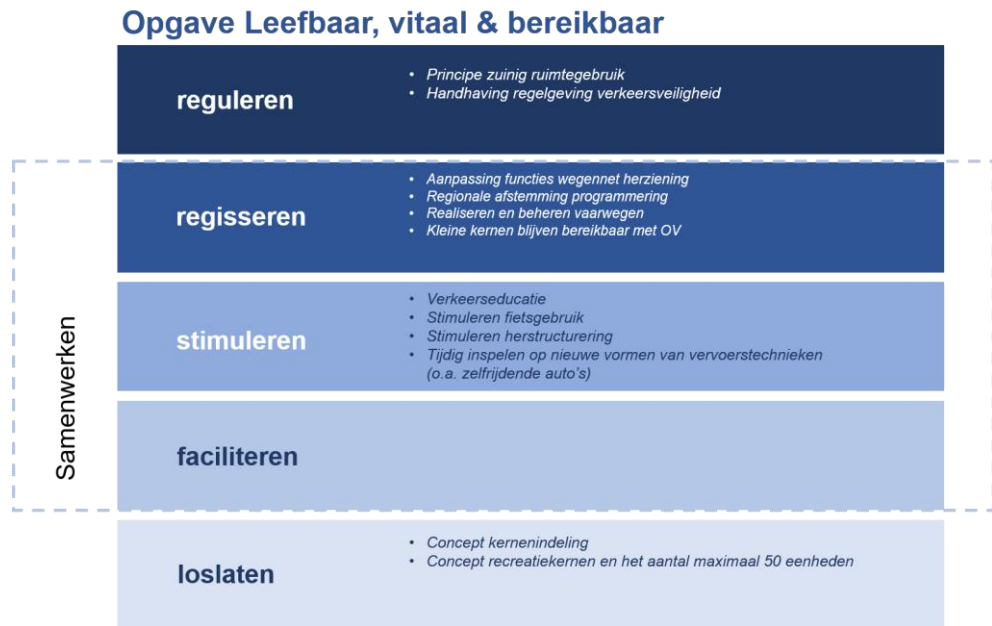 Opgave Leefbaar, vitaal & bereikbaar
reguleren
• Principe zuinig ruimtegebruik
• Handhaving regelgeving verkeersveiligheid
Samenwerken
regisseren
• Aanpassing functies wegennet herziening
• Regionale afstemming programmering
• Realiseren en beheren vaarwegen
• Kleine kernen blijven bereikbaar met OV
stimuleren
• Verkeerseducatie
• Stimuleren fietsgebruik
• Stimuleren herstructurering
• Tijdig inspelen op nieuwe vormen van vervoerstechnieken
(o.a. zelfrijdende auto's)
faciliteren
loslaten
• Concept kernenindeling
• Concept recreatiekernen en het aantal maximaal 50 eenheden